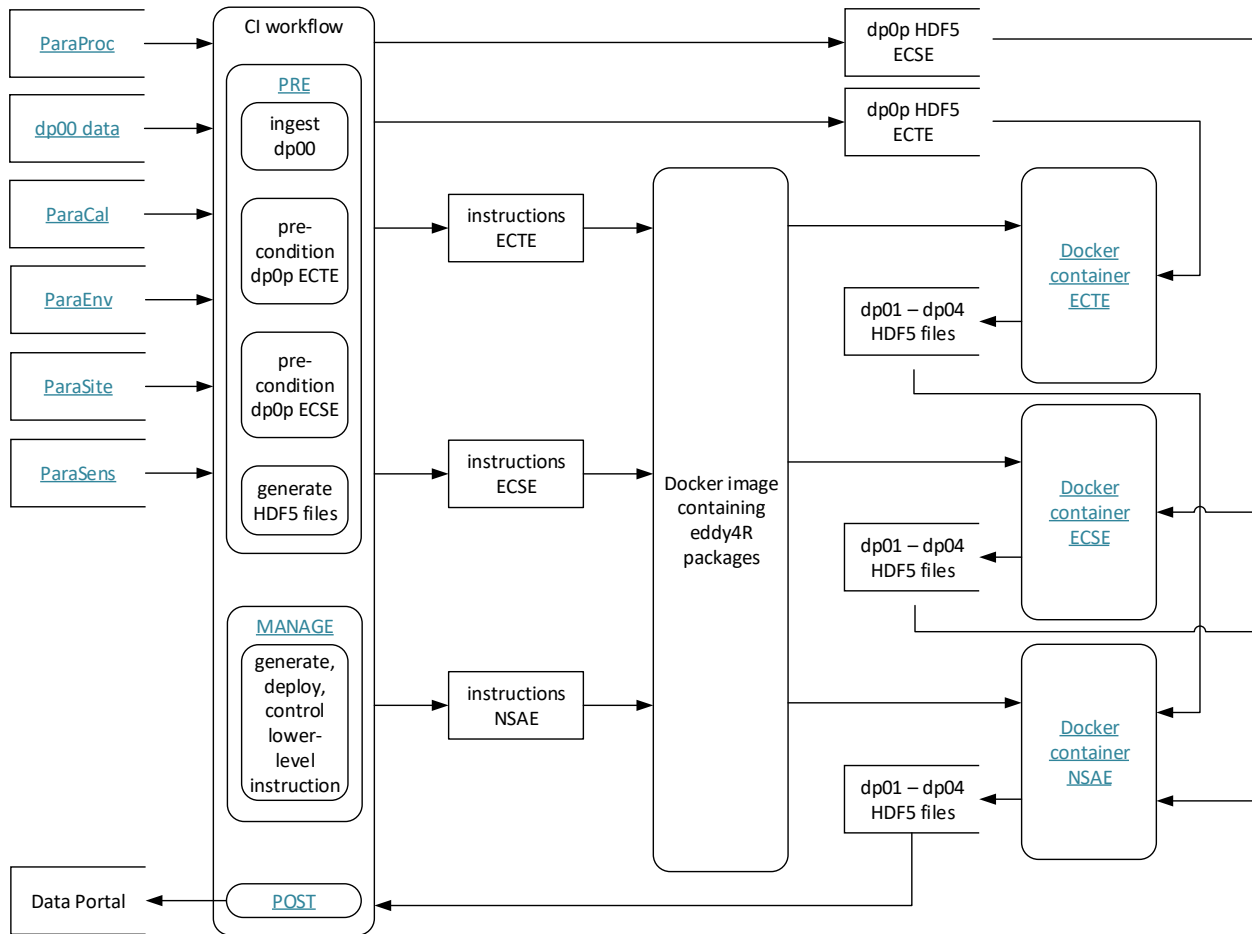 ParaProc
dp00 data
ParaCal
ParaEnv
ParaSite
ParaSens
Data Portal
CI workflow
PRE
ingest
dp00
pre-
condition
dp0p ECTE
pre-
condition
dp0p ECSE
generate
HDF5 files
MANAGE
generate,
deploy,
control
lower-
level
instruction
POST
instructions
ECTE
instructions
ECSE
instructions
NSAE
Docker image
containing
eddy4R
packages
dp0p HDF5
ECSE
dp0p HDF5
ECTE
dp01 – dp04
HDF5 files
dp01 – dp04
HDF5 files
dp01 – dp04
HDF5 files
Docker
container
ECTE
Docker
container
ECSE
Docker
container
NSAE